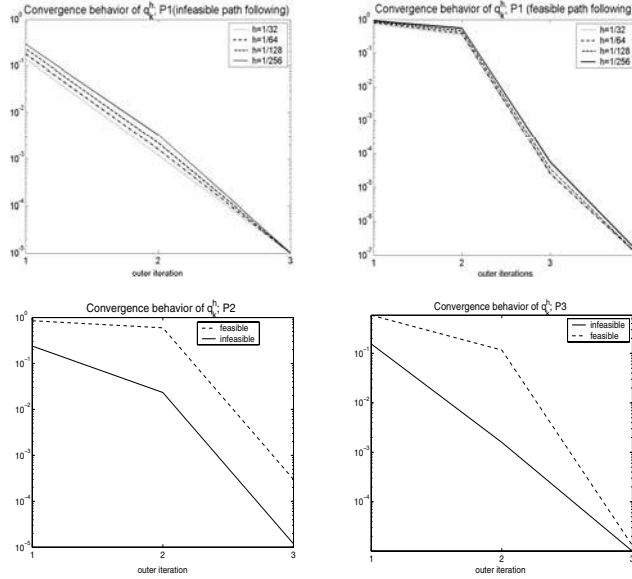 Convergence behavior of q_k^h; P1(infeasible path following)
10^0
10^-1
10^-2
10^-3
10^-4
10^-5
h=1/32
h=1/64
h=1/128
h=1/256
1
2
3
outer iteration
Convergence behavior of q_k^h; P1 (feasible path following)
10^0
10^-1
10^-2
10^-3
10^-4
10^-5
10^-6
10^-7
h=1/32
h=1/64
h=1/128
h=1/256
1
2
3
outer iterations
Convergence behavior of q_k^h; P2
10^0
10^-1
10^-2
10^-3
10^-4
10^-5
feasible
infeasible
1
2
3
outer iteration
Convergence behavior of q_k^h; P3
10^-1
10^-2
10^-3
10^-4
infeasible
feasible
1
2
3
outer iteration